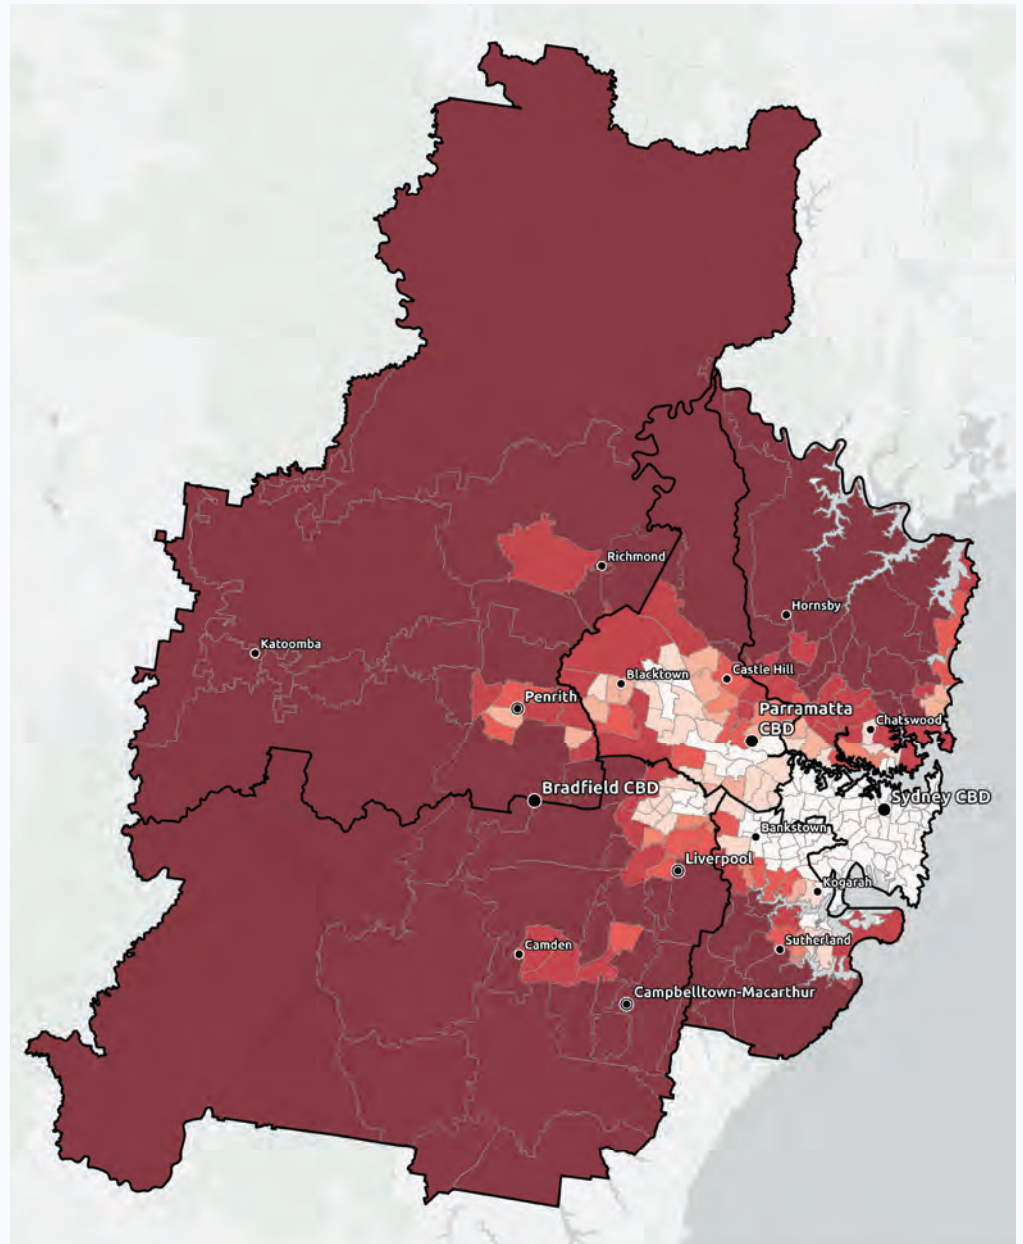 Richmond
Hornsby
Katoomba
Castle Hill
Blacktown
Penrith
Parramatta
CBD
Chatswood
Bradfield CBD
Sydney CBD
Bankstown
Liverpool
Kogarah
Sutherland
Camden
Campbelltown-Macarthur